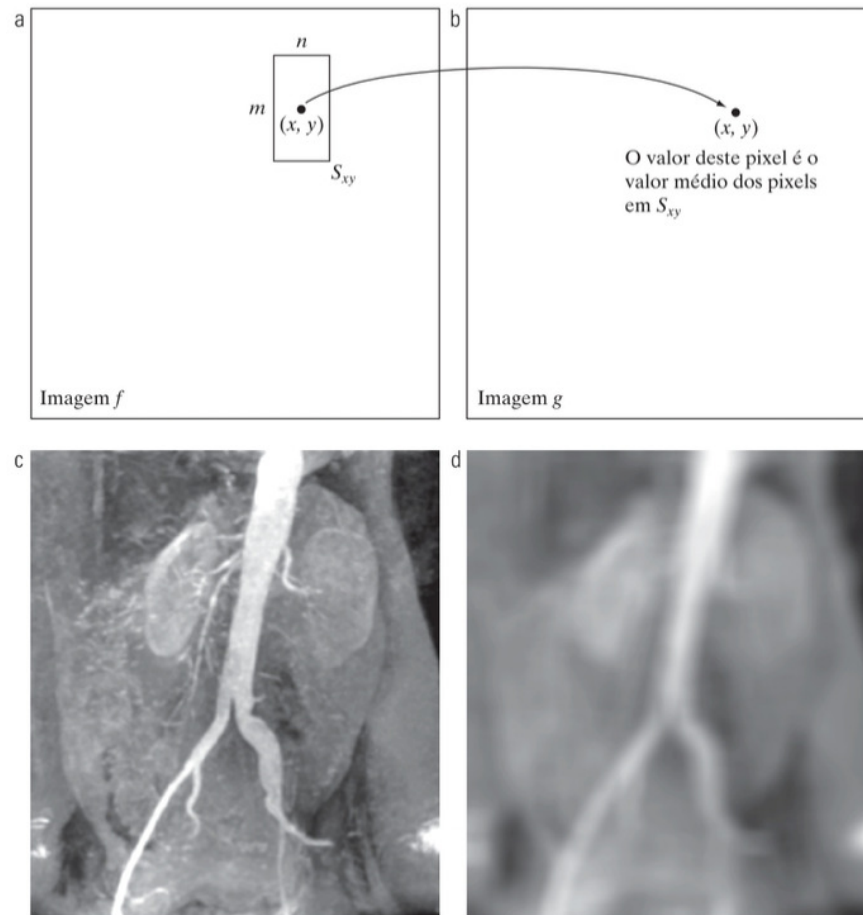 a
n
m
(x, y)
S_xy
Imagem f
b
(x, y)
O valor deste pixel é o
valor médio dos pixels
em S_xy
Imagem g
c
d